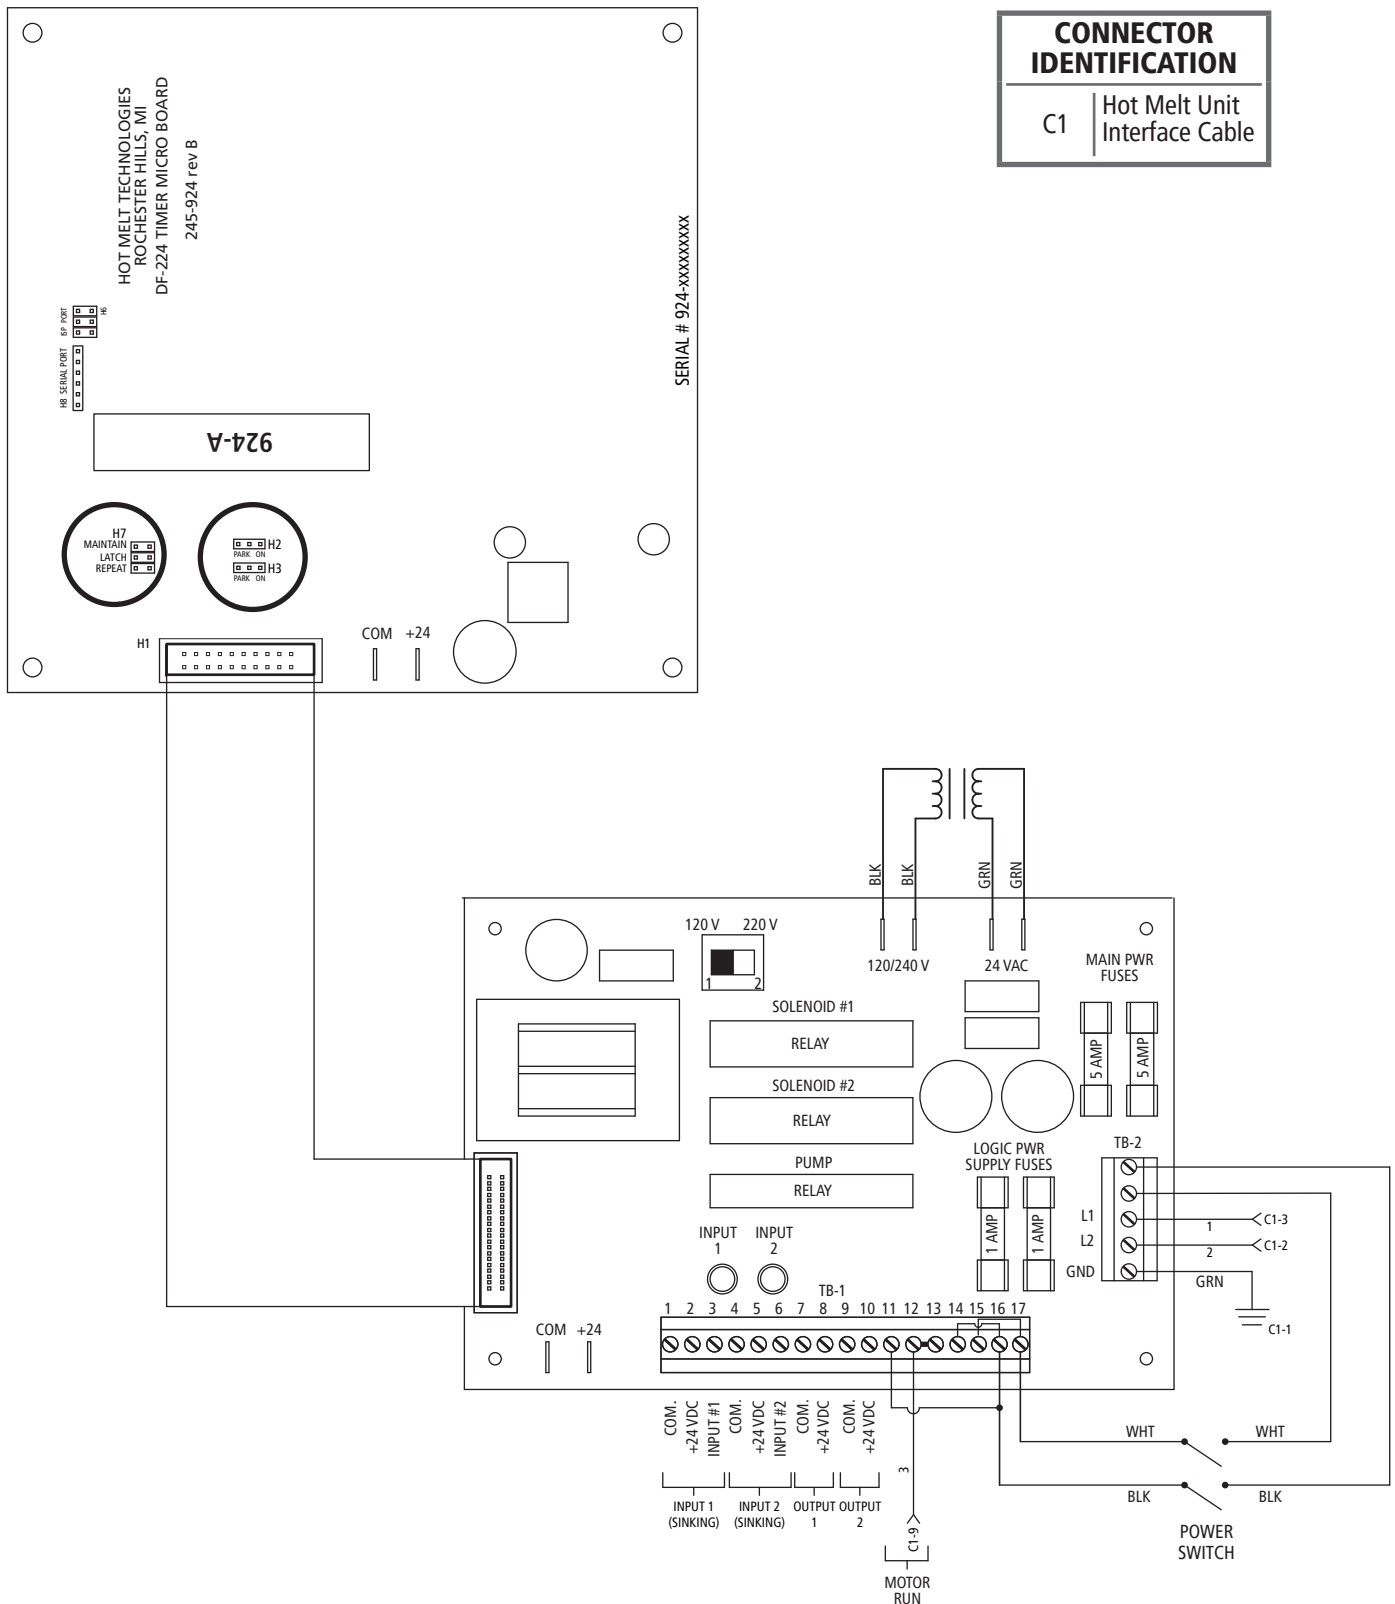 CONNECTOR
IDENTIFICATION
C1
Hot Melt Unit
Interface Cable
HOT MELT TECHNOLOGIES
ROCHESTER HILLS, MI
DF-224 TIMER MICRO BOARD
245-924 rev B
SERIAL # 924-xxxxxxxxx
ISP PORT
H6
H8 SERIAL PORT
924-A
H7
MAINTAIN
LATCH
REPEAT
H2
PARK ON
H3
PARK ON
H1
COM +24
BLK
BLK
GRN
GRN
120 V 220 V
1 2
120/240 V
24 VAC
MAIN PWR
FUSES
5 AMP
5 AMP
SOLENOID #1
RELAY
SOLENOID #2
RELAY
PUMP
RELAY
LOGIC PWR
SUPPLY FUSES
1 AMP
1 AMP
TB-2
L1
L2
GND
1
C1-3
2
C1-2
GRN
C1-1
INPUT
1
INPUT
2
TB-1
1 2 3 4 5 6 7 8 9 10 11 12 13 14 15 16 17
COM +24
COM.
+24 VDC
INPUT #1
COM.
+24 VDC
INPUT #2
COM.
+24 VDC
COM.
+24 VDC
INPUT 1
(SINKING)
INPUT 2
(SINKING)
OUTPUT
1
OUTPUT
2
3
C1-9
MOTOR
RUN
WHT
WHT
BLK
BLK
POWER
SWITCH